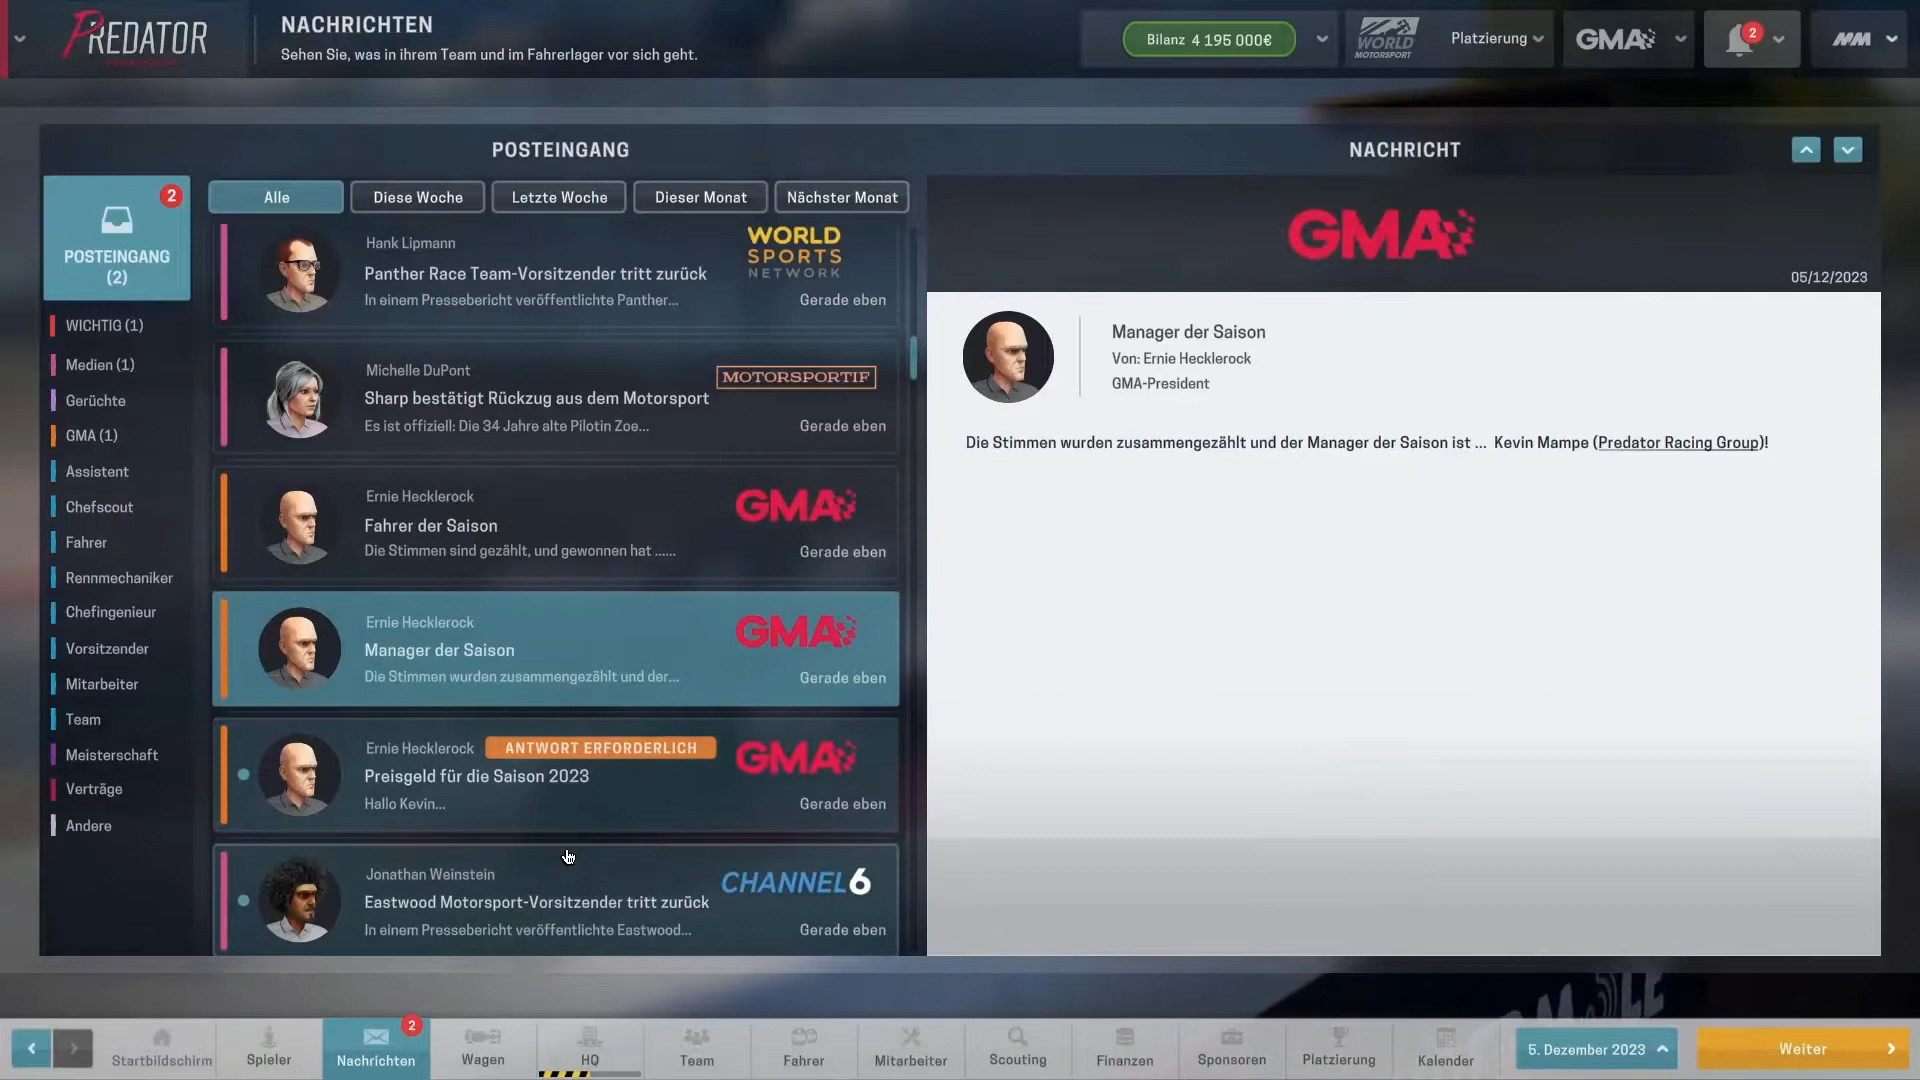 PREDATOR
NACHRICHTEN
Sehen Sie, was in ihrem Team und im Fahrerlager vor sich geht.
Bilanz 4 195 000€
WORLD
MOTORSPORT
Platzierung
GMA
2
POSTEINGANG
NACHRICHT
2
POSTEINGANG
(2)
WICHTIG (1)
Medien (1)
Gerüchte
GMA (1)
Assistent
Chefscout
Fahrer
Rennmechaniker
Chefingenieur
Vorsitzender
Mitarbeiter
Team
Meisterschaft
Verträge
Andere
Alle
Diese Woche
Letzte Woche
Dieser Monat
Nächster Monat
Hank Lipmann
WORLD
SPORTS
NETWORK
Panther Race Team-Vorsitzender tritt zurück
In einem Pressebericht veröffentlichte Panther...
Gerade eben
Michelle DuPont
MOTORSPORTIF
Sharp bestätigt Rückzug aus dem Motorsport
Es ist offiziell: Die 34 Jahre alte Pilotin Zoe...
Gerade eben
Ernie Hecklerock
GMA
Fahrer der Saison
Die Stimmen sind gezählt, und gewonnen hat ......
Gerade eben
Ernie Hecklerock
GMA
Manager der Saison
Die Stimmen wurden zusammengezählt und der...
Gerade eben
Ernie Hecklerock
ANTWORT ERFORDERLICH
GMA
Preisgeld für die Saison 2023
Hallo Kevin...
Gerade eben
Jonathan Weinstein
CHANNEL6
Eastwood Motorsport-Vorsitzender tritt zurück
In einem Pressebericht veröffentlichte Eastwood...
Gerade eben
GMA
05/12/2023
Manager der Saison
Von: Ernie Hecklerock
GMA-President
Die Stimmen wurden zusammengezählt und der Manager der Saison ist ... Kevin Mampe (Predator Racing Group)!
Startbildschirm
Spieler
2
Nachrichten
Wagen
HQ
Team
Fahrer
Mitarbeiter
Scouting
Finanzen
Sponsoren
Platzierung
Kalender
5. Dezember 2023
Weiter